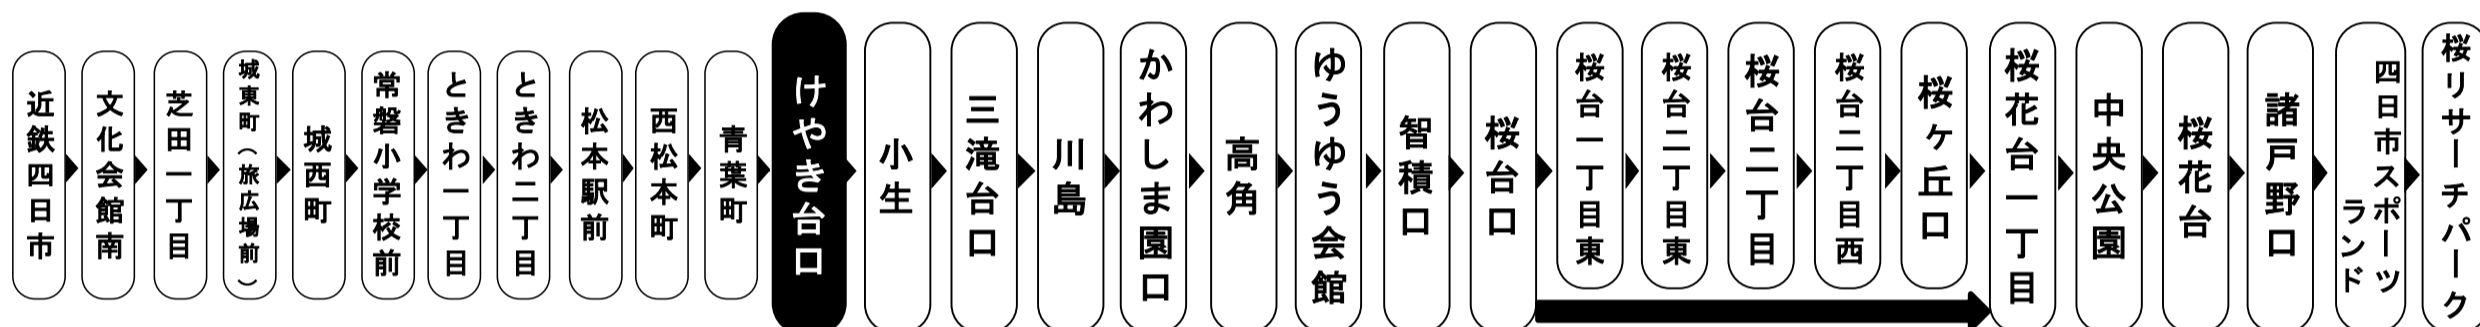 近鉄四日市
文化会館南
芝田一丁目
城東町（旅広場前）
城西町
常磐小学校前
ときわ一丁目
ときわ二丁目
松本駅前
西松本町
青葉町
けやき台口
小生
三滝台口
川島
かわしま園口
高角
ゆうゆう会館
智積口
桜台口
桜台一丁目東
桜台二丁目東
桜台二丁目
桜台二丁目西
桜ヶ丘口
桜花台一丁目
中央公園
桜花台
諸戸野口
四日市スポーツ
ランド
桜リサーチパーク